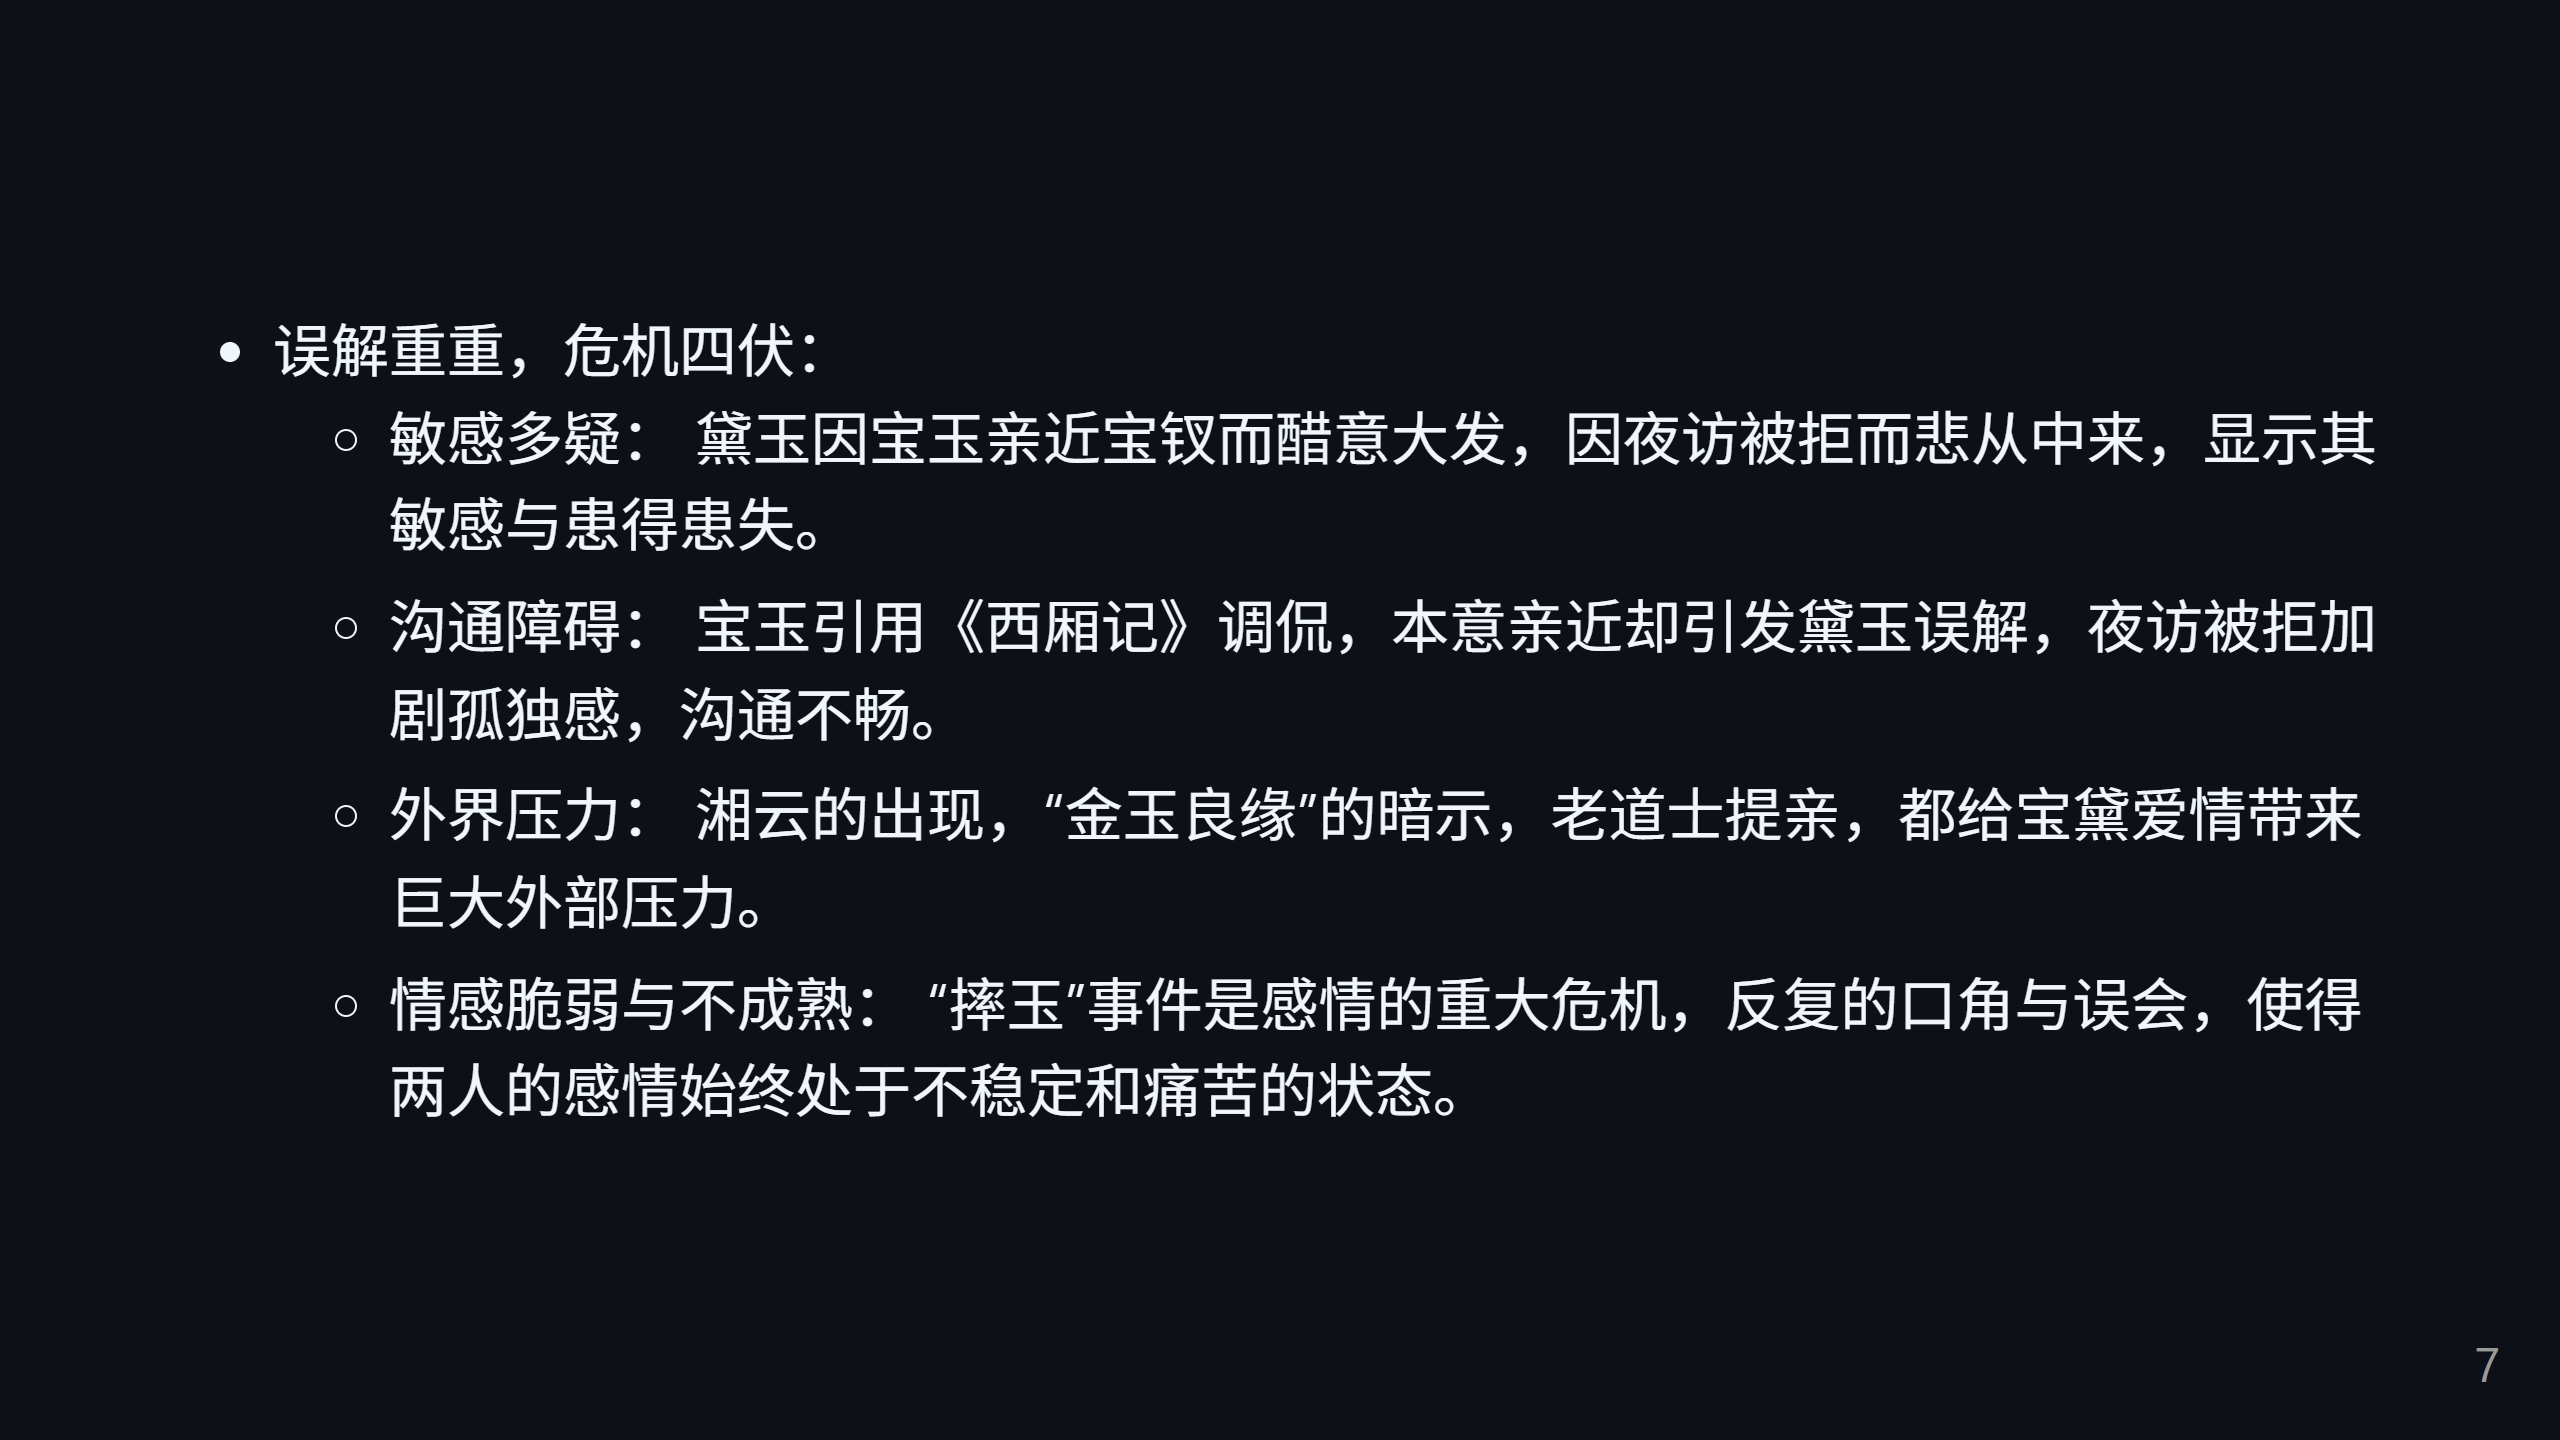 • 误解重重，危机四伏：
○ 敏感多疑： 黛玉因宝玉亲近宝钗而醋意大发，因夜访被拒而悲从中来，显示其
敏感与患得患失。
○ 沟通障碍： 宝玉引用《西厢记》调侃，本意亲近却引发黛玉误解，夜访被拒加
剧孤独感，沟通不畅。
○ 外界压力： 湘云的出现，“金玉良缘”的暗示，老道士提亲，都给宝黛爱情带来
巨大外部压力。
○ 情感脆弱与不成熟： “摔玉”事件是感情的重大危机，反复的口角与误会，使得
两人的感情始终处于不稳定和痛苦的状态。
7